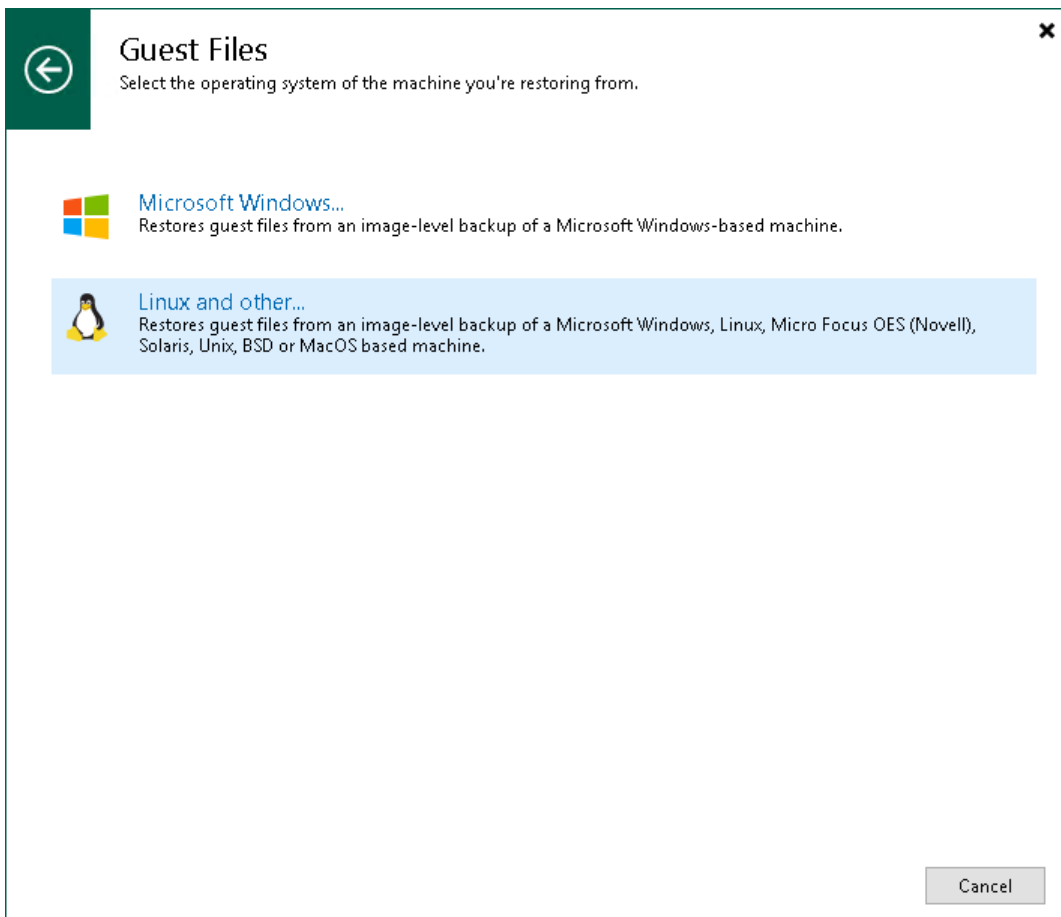 Guest Files
Select the operating system of the machine you're restoring from.
Microsoft Windows...
Restores guest files from an image-level backup of a Microsoft Windows-based machine.
Linux and other...
Restores guest files from an image-level backup of a Microsoft Windows, Linux, Micro Focus OES (Novell),
Solaris, Unix, BSD or MacOS based machine.
Cancel